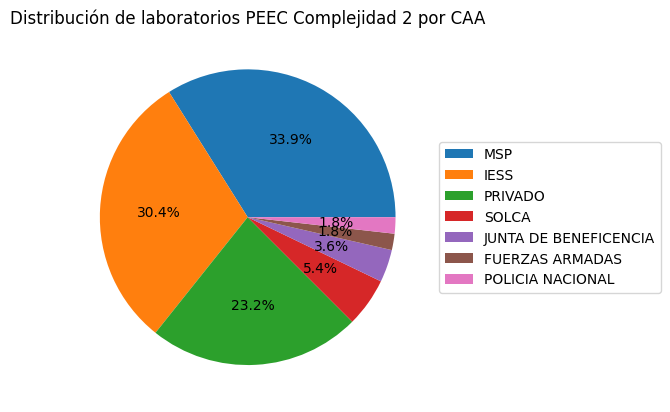 Distribución de laboratorios PEEC Complejidad 2 por CAA
33.9%
30.4%
23.2%
5.4%
3.6%
1.8%
1.8%
MSP
IESS
PRIVADO
SOLCA
JUNTA DE BENEFICENCIA
FUERZAS ARMADAS
POLICIA NACIONAL